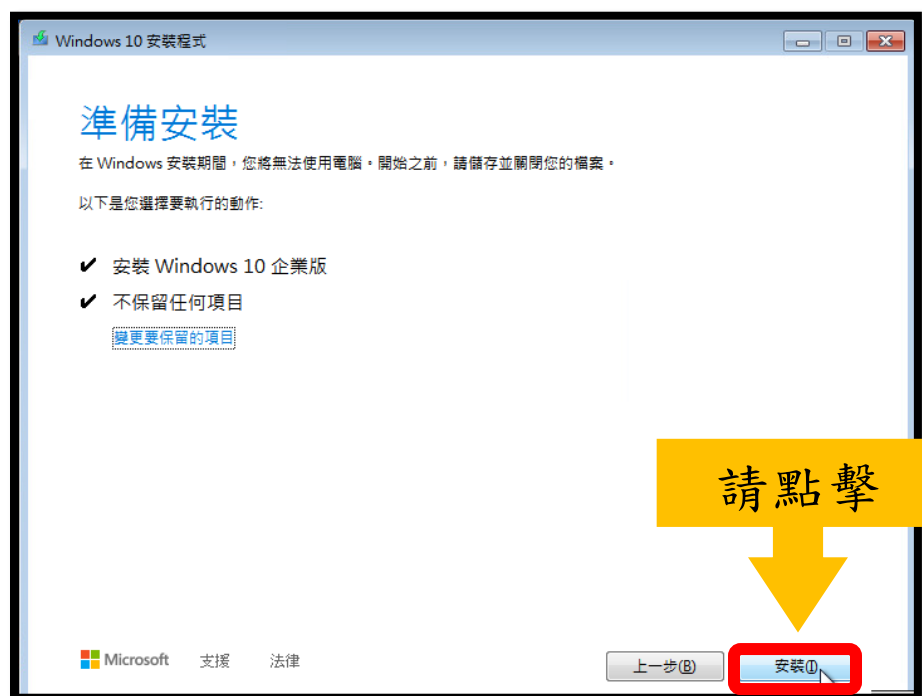 Windows 10 安裝程式
準備安裝
在 Windows 安裝期間，您將無法使用電腦。開始之前，請儲存並關閉您的檔案。
以下是您選擇要執行的動作:
✔ 安裝 Windows 10 企業版
✔ 不保留任何項目
變更要保留的項目
請點擊
Microsoft 支援 法律
上一步(B) 安裝(I)